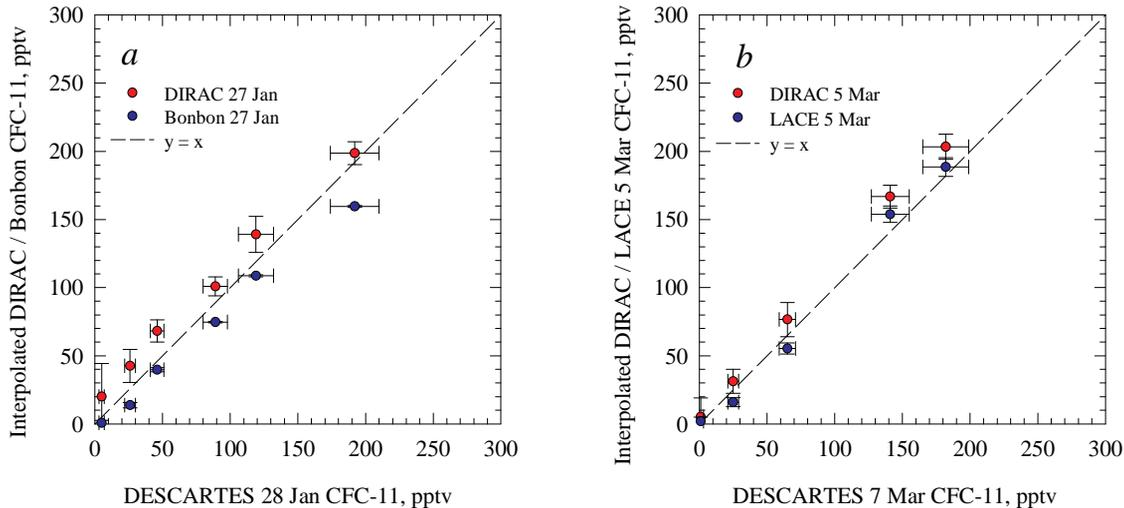 Interpolated DIRAC / Bonbon CFC-11, pptv
300
250
200
150
100
50
0
a
DIRAC 27 Jan
Bonbon 27 Jan
y = x
0 50 100 150 200 250 300
DESCARTES 28 Jan CFC-11, pptv
Interpolated DIRAC / LACE 5 Mar CFC-11, pptv
300
250
200
150
100
50
0
b
DIRAC 5 Mar
LACE 5 Mar
y = x
0 50 100 150 200 250 300
DESCARTES 7 Mar CFC-11, pptv